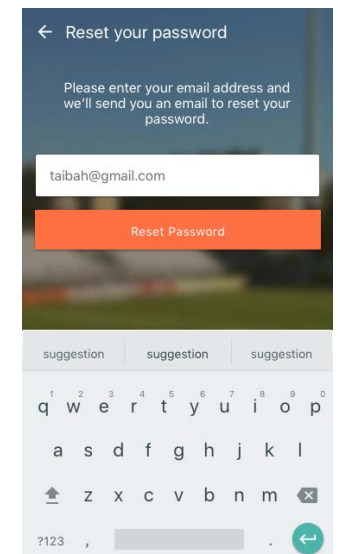 ← Reset your password
Please enter your email address and
we'll send you an email to reset your
password.
taibah@gmail.com
Reset Password
suggestion suggestion suggestion
1 2 3 4 5 6 7 8 9 0
q w e r t y u i o p
a s d f g h j k l
z x c v b n m
?123 , .